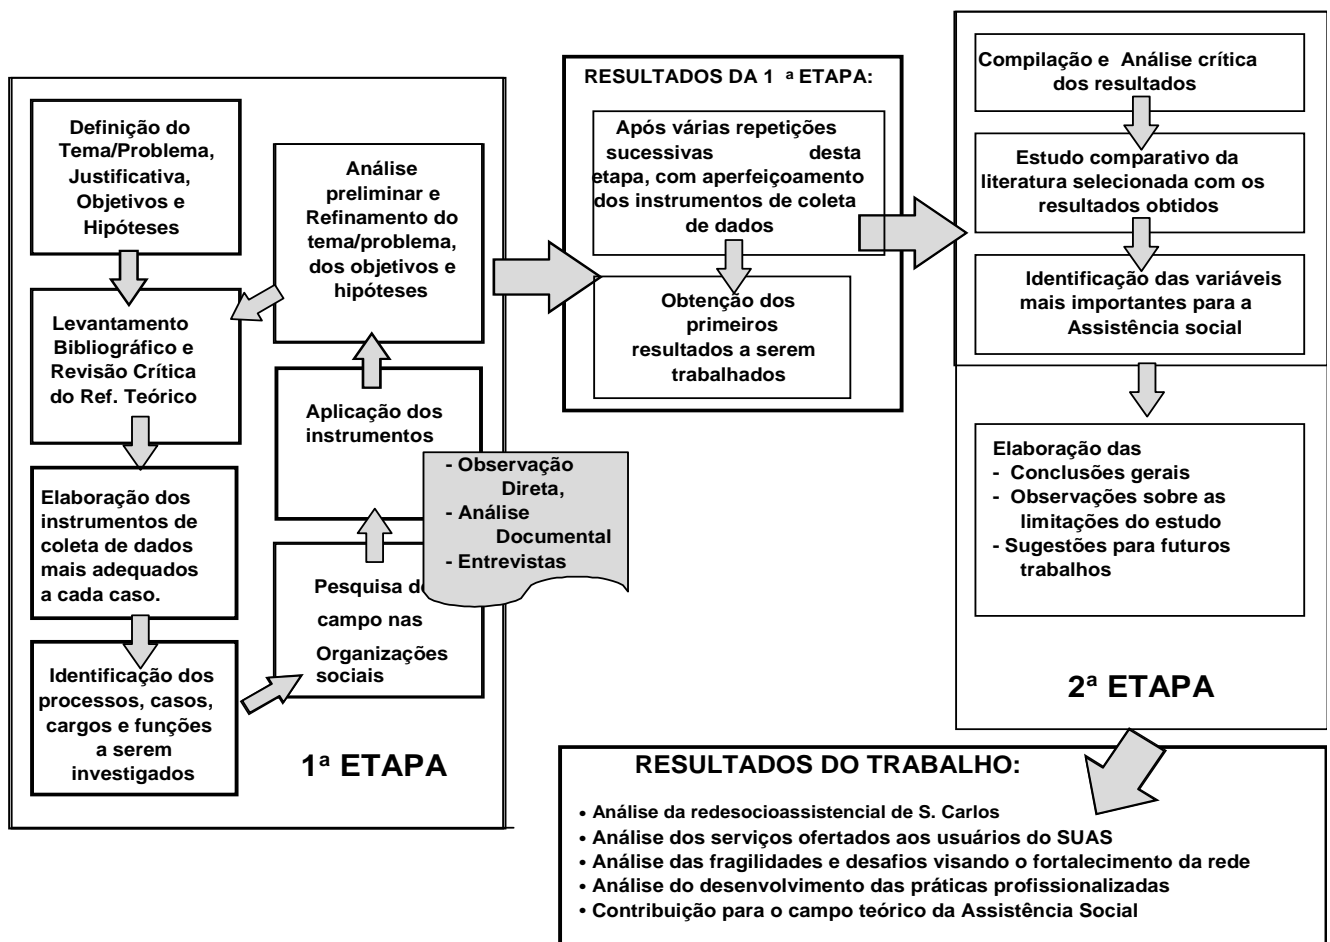 Definição do
Tema/Problema,
Justificativa,
Objetivos e
Hipóteses
Levantamento
Bibliográfico e
Revisão Crítica
do Ref. Teórico
Elaboração dos
instrumentos de
coleta de dados
mais adequados
a cada caso.
Identificação dos
processos, casos,
cargos e funções
a serem
investigados
Análise
preliminar e
Refinamento do
tema/problema,
dos objetivos e
hipóteses
Aplicação dos
instrumentos
- Observação
Direta,
- Análise
Documental
- Entrevistas
Pesquisa de
campo nas
Organizações
sociais
1ª ETAPA
RESULTADOS DA 1 ª ETAPA:
Após várias repetições
sucessivas desta
etapa, com aperfeiçoamento
dos instrumentos de coleta
de dados
Obtenção dos
primeiros
resultados a serem
trabalhados
Compilação e Análise crítica
dos resultados
Estudo comparativo da
literatura selecionada com os
resultados obtidos
Identificação das variáveis
mais importantes para a
Assistência social
Elaboração das
- Conclusões gerais
- Observações sobre as
limitações do estudo
- Sugestões para futuros
trabalhos
2ª ETAPA
RESULTADOS DO TRABALHO:
• Análise da redesocioassistencial de S. Carlos
• Análise dos serviços ofertados aos usuários do SUAS
• Análise das fragilidades e desafios visando o fortalecimento da rede
• Análise do desenvolvimento das práticas profissionalizadas
• Contribuição para o campo teórico da Assistência Social